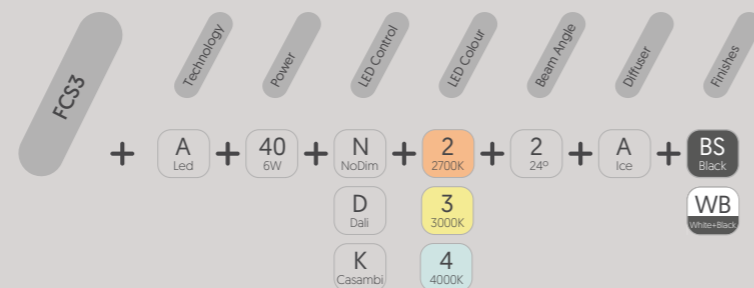 FCS3
Technology
Power
LED Control
LED Colour
Beam Angle
Diffuser
Finishes
+ A + 40 + N + 2 + 2 + A + BS
Led 6W NoDim 2700K 24º Ice Black
D 3 WB
Dali 3000K White+Black
K 4
Casambi 4000K